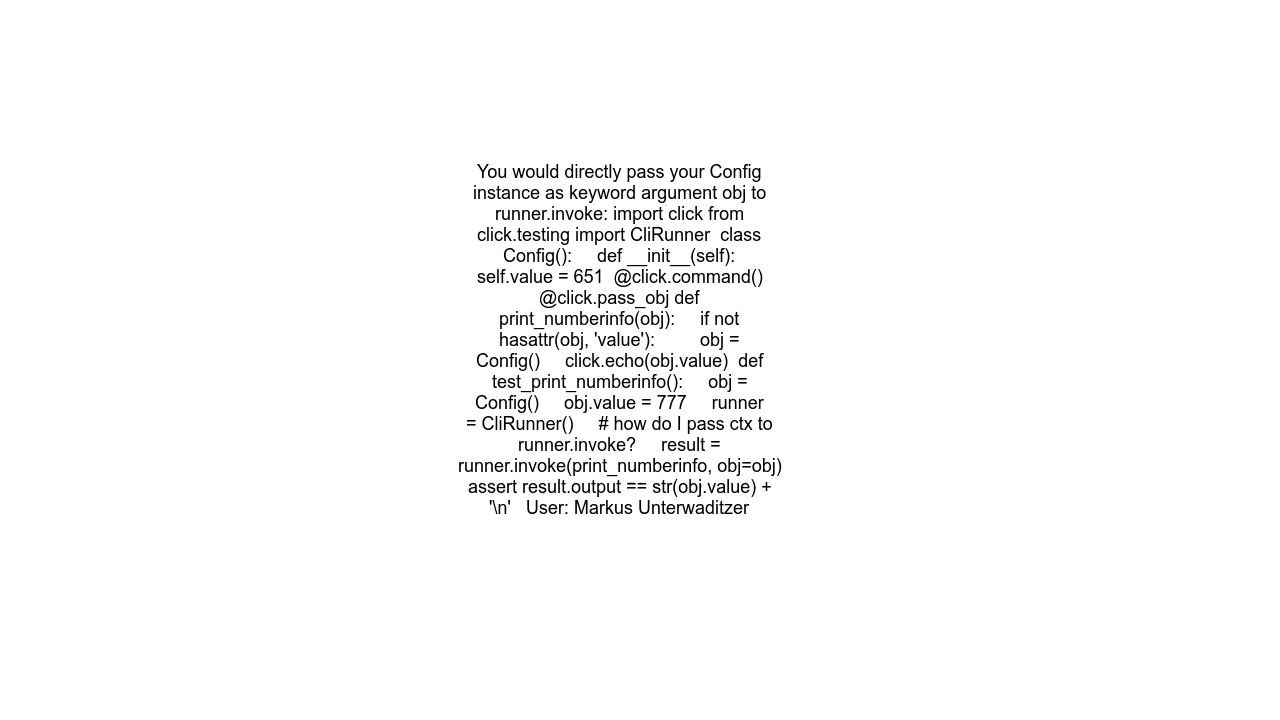 You would directly pass your Config
instance as keyword argument obj to
runner.invoke: import click from
click.testing import CliRunner  class
Config():     def __init__(self):
self.value = 651  @click.command()
@click.pass_obj def
print_numberinfo(obj):     if not
hasattr(obj, 'value'):         obj =
Config()     click.echo(obj.value)  def
test_print_numberinfo():     obj =
Config()     obj.value = 777     runner
= CliRunner()     # how do I pass ctx to
runner.invoke?     result =
runner.invoke(print_numberinfo, obj=obj)
assert result.output == str(obj.value) +
'\n'   User: Markus Unterwaditzer